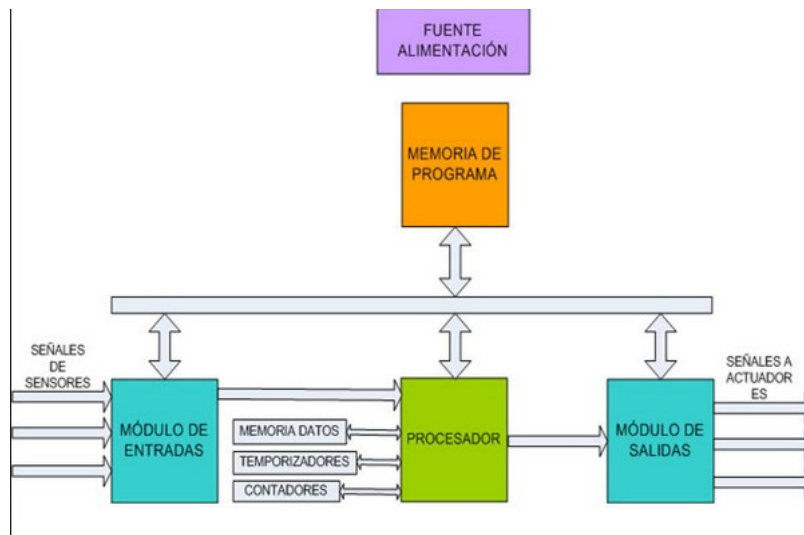 FUENTE
ALIMENTACIÓN
MEMORIA DE
PROGRAMA
SEÑALES
DE
SENSORES
MÓDULO DE
ENTRADAS
MEMORIA DATOS
TEMPORIZADORES
CONTADORES
PROCESADOR
MÓDULO DE
SALIDAS
SEÑALES A
ACTUADOR
ES